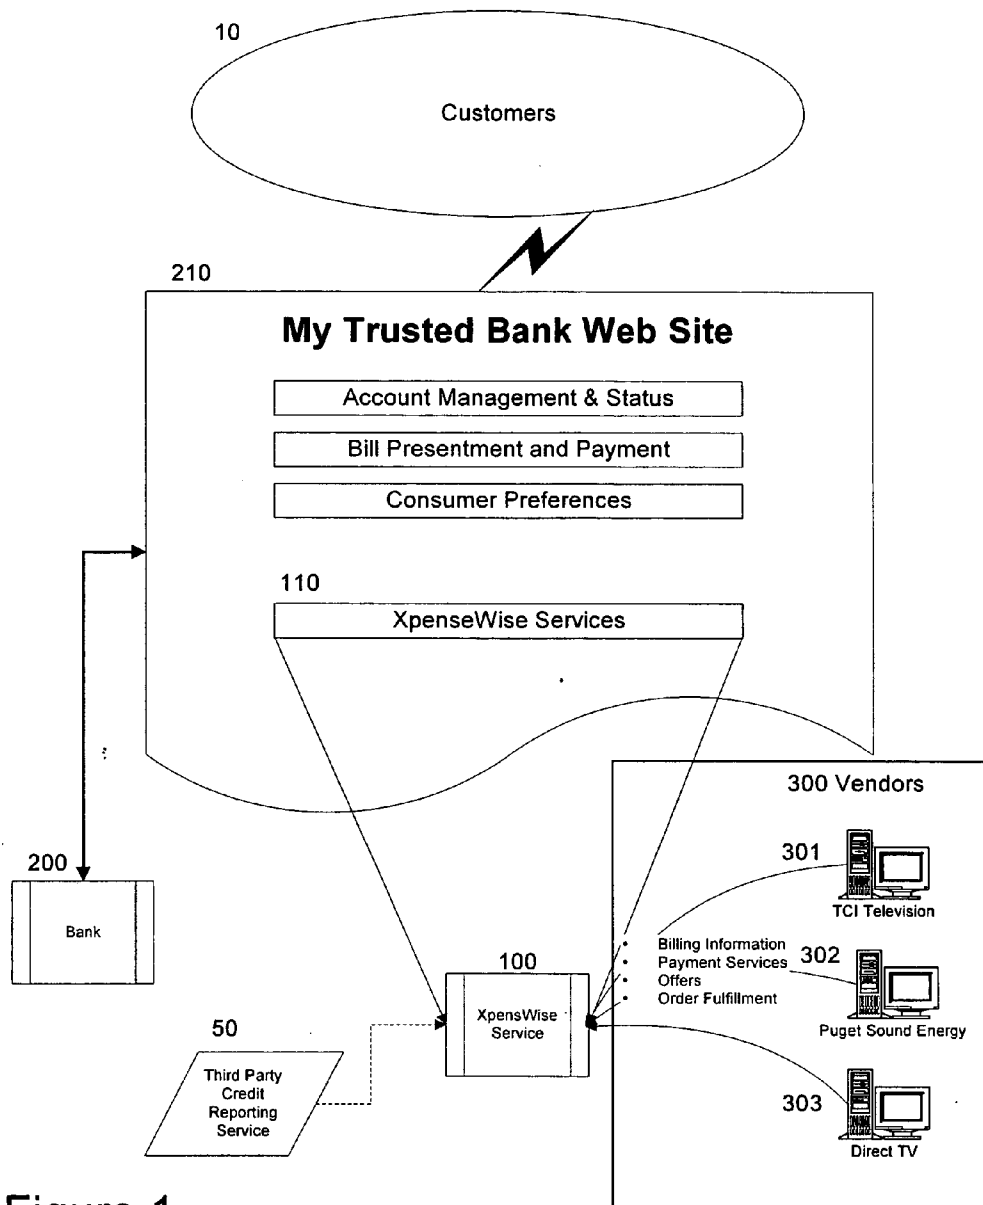 10
Customers
210
My Trusted Bank Web Site
Account Management & Status
Bill Presentment and Payment
Consumer Preferences
110
XpenseWise Services
300 Vendors
301
TCI Television
200
Bank
• Billing Information
• Payment Services
• Offers
• Order Fulfillment
302
Puget Sound Energy
100
XpensWise
Service
50
Third Party
Credit
Reporting
Service
303
Direct TV
Figure 1